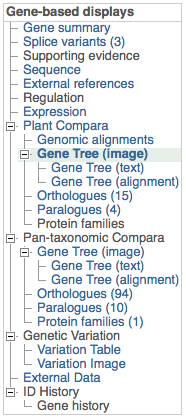 Gene-based displays
Gene summary
Splice variants (3)
Supporting evidence
Sequence
External references
Regulation
Expression
Plant Compara
Genomic alignments
Gene Tree (image)
Gene Tree (text)
Gene Tree (alignment)
Orthologues (15)
Paralogues (4)
Protein families
Pan-taxonomic Compara
Gene Tree (image)
Gene Tree (text)
Gene Tree (alignment)
Orthologues (94)
Paralogues (10)
Protein families (1)
Genetic Variation
Variation Table
Variation Image
External Data
ID History
Gene history